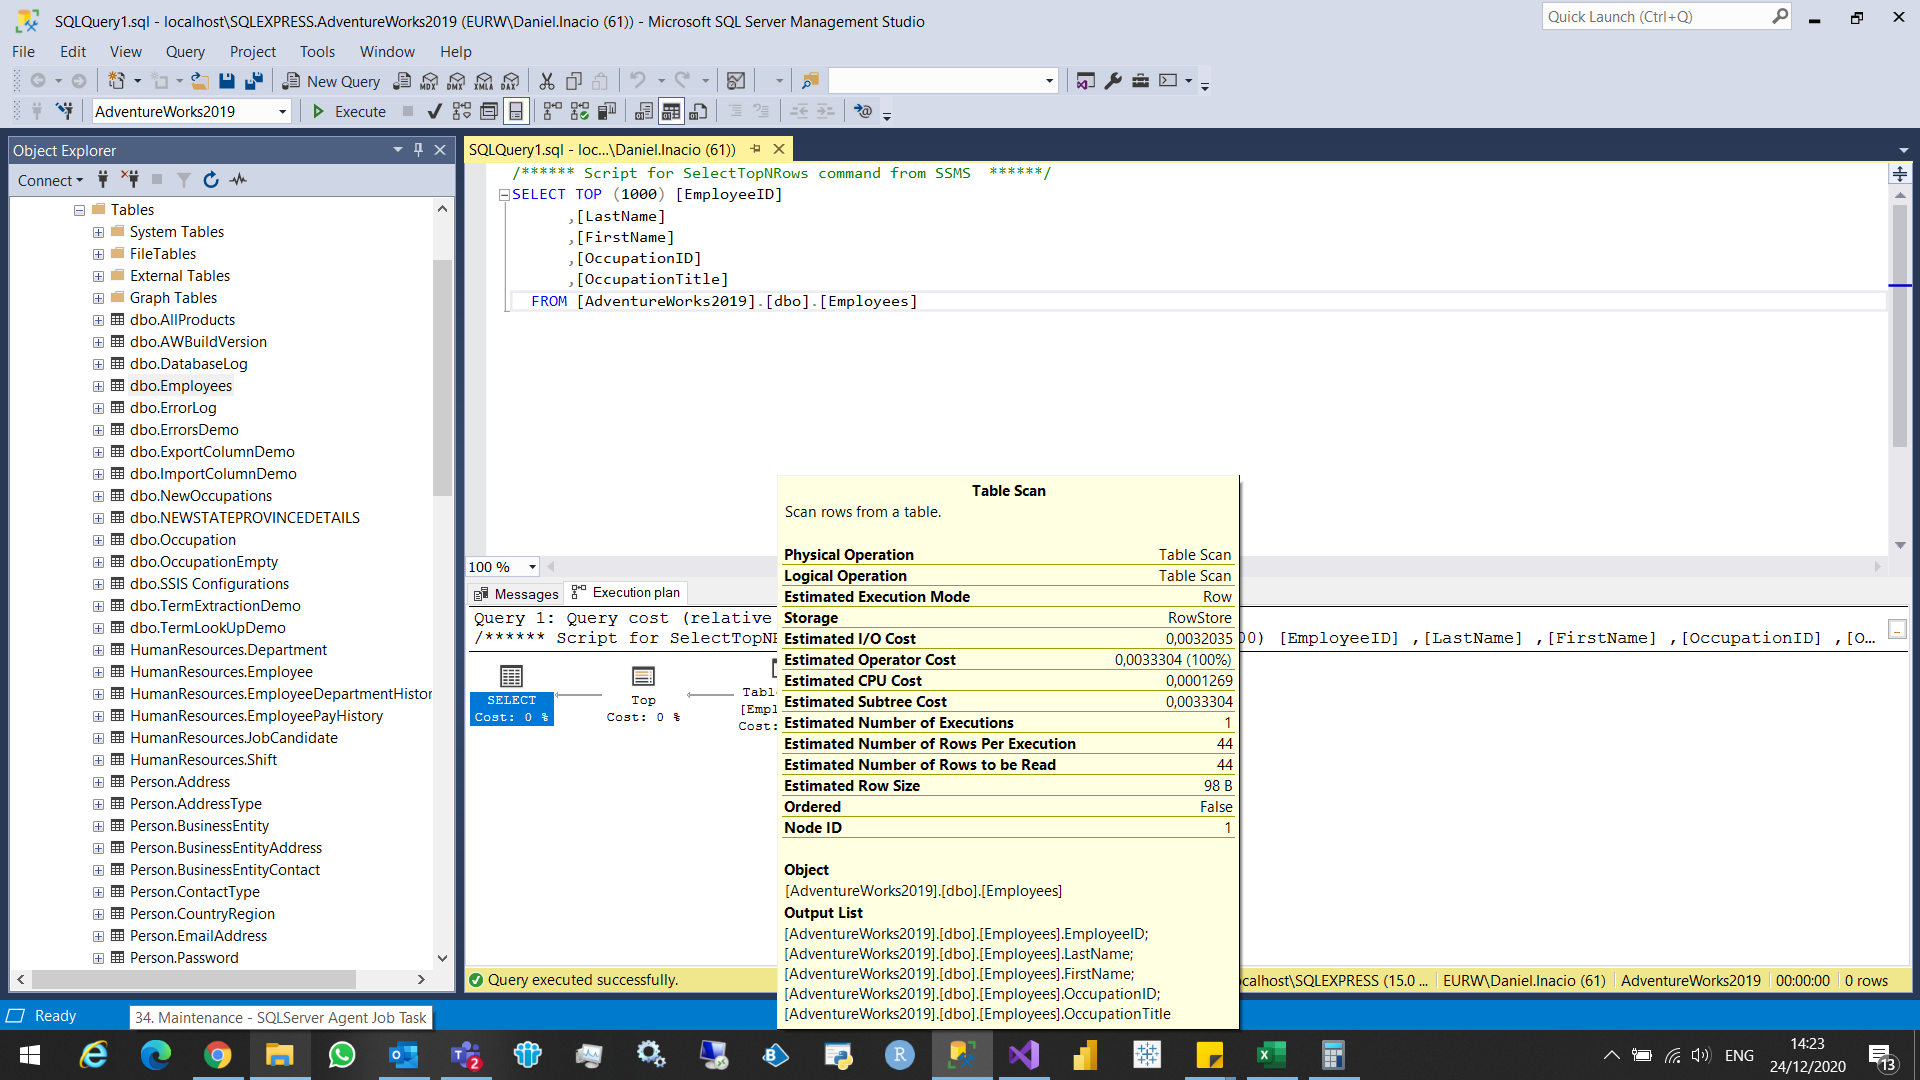 SQLQuery1.sql - localhost\SQLEXPRESS.AdventureWorks2019 (EURW\Daniel.Inacio (61)) - Microsoft SQL Server Management Studio
Quick Launch (Ctrl+Q)
File Edit View Query Project Tools Window Help
New Query MDX DMX XMLA DAX
AdventureWorks2019 Execute
Object Explorer
Connect
Tables
System Tables
FileTables
External Tables
Graph Tables
dbo.AllProducts
dbo.AWBuildVersion
dbo.DatabaseLog
dbo.Employees
dbo.ErrorLog
dbo.ErrorsDemo
dbo.ExportColumnDemo
dbo.ImportColumnDemo
dbo.NewOccupations
dbo.NEWSTATEPROVINCEDETAILS
dbo.Occupation
dbo.OccupationEmpty
dbo.SSIS Configurations
dbo.TermExtractionDemo
dbo.TermLookUpDemo
HumanResources.Department
HumanResources.Employee
HumanResources.EmployeeDepartmentHistor
HumanResources.EmployeePayHistory
HumanResources.JobCandidate
HumanResources.Shift
Person.Address
Person.AddressType
Person.BusinessEntity
Person.BusinessEntityAddress
Person.BusinessEntityContact
Person.ContactType
Person.CountryRegion
Person.EmailAddress
Person.Password
SQLQuery1.sql - loc...\Daniel.Inacio (61))
/****** Script for SelectTopNRows command from SSMS ******/
SELECT TOP (1000) [EmployeeID]
,[LastName]
,[FirstName]
,[OccupationID]
,[OccupationTitle]
FROM [AdventureWorks2019].[dbo].[Employees]
100 %
Messages Execution plan
Query 1: Query cost (relative
/****** Script for SelectTopNR 00) [EmployeeID] ,[LastName] ,[FirstName] ,[OccupationID] ,[O...
SELECT
Cost: 0 %
Top
Cost: 0 %
Tabl
[Empl
Cost:
Table Scan
Scan rows from a table.
Physical Operation Table Scan
Logical Operation Table Scan
Estimated Execution Mode Row
Storage RowStore
Estimated I/O Cost 0,0032035
Estimated Operator Cost 0,0033304 (100%)
Estimated CPU Cost 0,0001269
Estimated Subtree Cost 0,0033304
Estimated Number of Executions 1
Estimated Number of Rows Per Execution 44
Estimated Number of Rows to be Read 44
Estimated Row Size 98 B
Ordered False
Node ID 1
Object
[AdventureWorks2019].[dbo].[Employees]
Output List
[AdventureWorks2019].[dbo].[Employees].EmployeeID;
[AdventureWorks2019].[dbo].[Employees].LastName;
[AdventureWorks2019].[dbo].[Employees].FirstName;
[AdventureWorks2019].[dbo].[Employees].OccupationID;
[AdventureWorks2019].[dbo].[Employees].OccupationTitle
Query executed successfully. ocalhost\SQLEXPRESS (15.0 ... EURW\Daniel.Inacio (61) AdventureWorks2019 00:00:00 0 rows
Ready
34. Maintenance - SQLServer Agent Job Task
2
R
ENG
14:23
24/12/2020
13